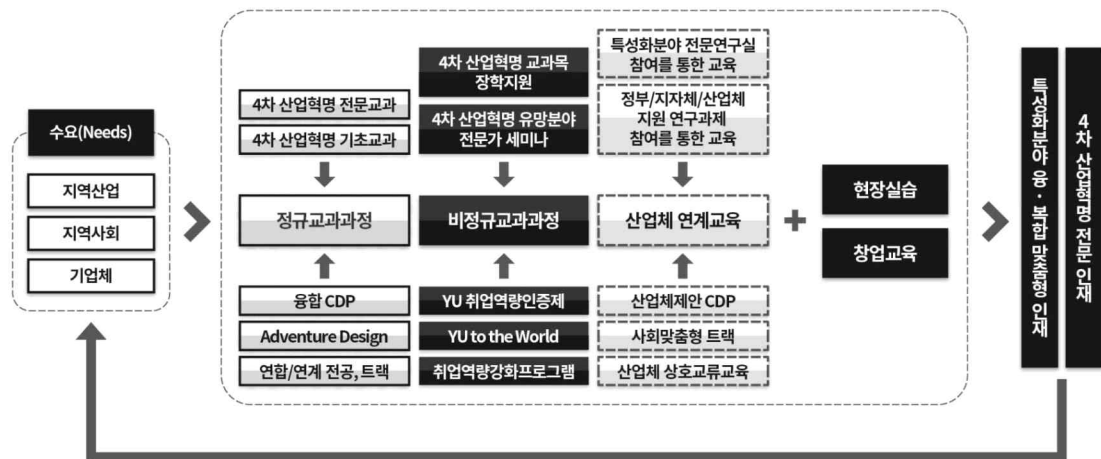 수요(Needs)
지역산업
지역사회
기업체
4차 산업혁명 전문교과
4차 산업혁명 기초교과
정규교과과정
융합 CDP
Adventure Design
연합/연계 전공, 트랙
4차 산업혁명 교과목
장학지원
4차 산업혁명 유망분야
전문가 세미나
비정규교과과정
YU 취업역량인증제
YU to the World
취업역량강화프로그램
특성화분야 전문연구실
참여를 통한 교육
정부/지자체/산업체
지원 연구과제
참여를 통한 교육
산업체 연계교육
산업체제안 CDP
사회맞춤형 트랙
산업체 상호교류교육
+
현장실습
창업교육
특성화분야 융·복합 맞춤형 인재
4차 산업혁명 전문 인재